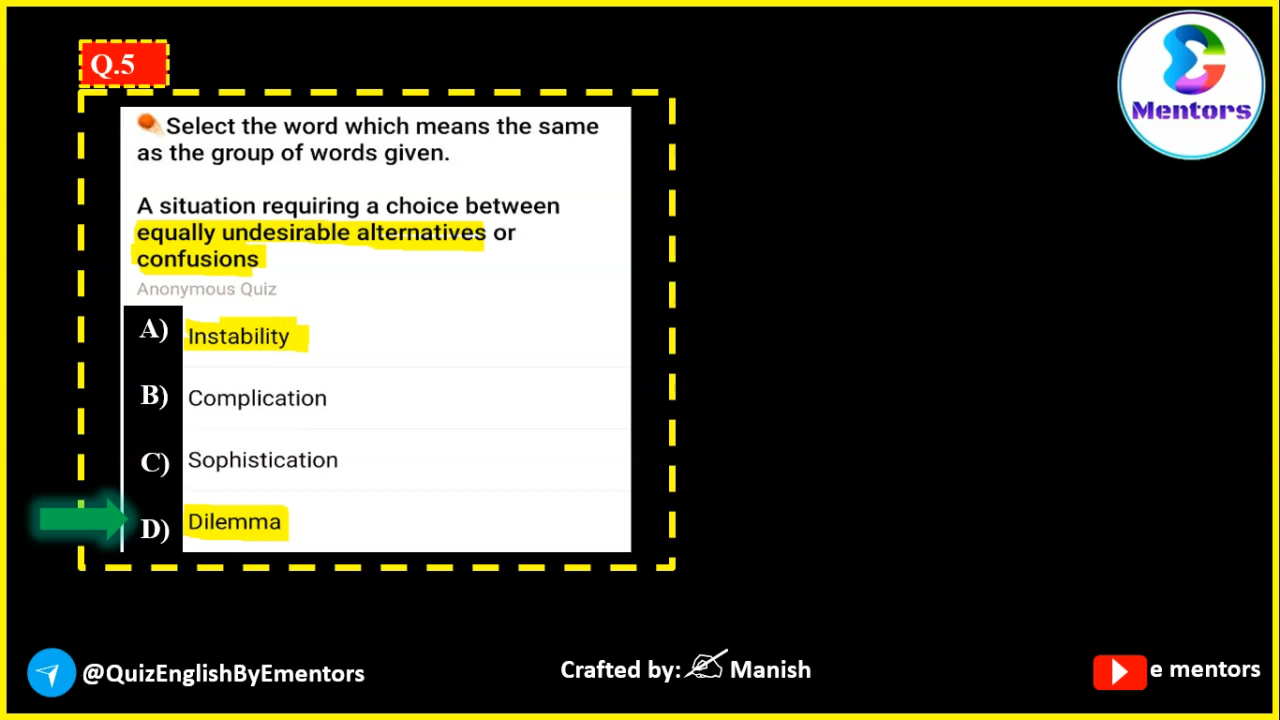 Q.5
Mentors
Select the word which means the same
as the group of words given.
A situation requiring a choice between
equally undesirable alternatives or
confusions
Anonymous Quiz
A) Instability
B) Complication
C) Sophistication
D) Dilemma
@QuizEnglishByEmentors
Crafted by: Manish
e mentors